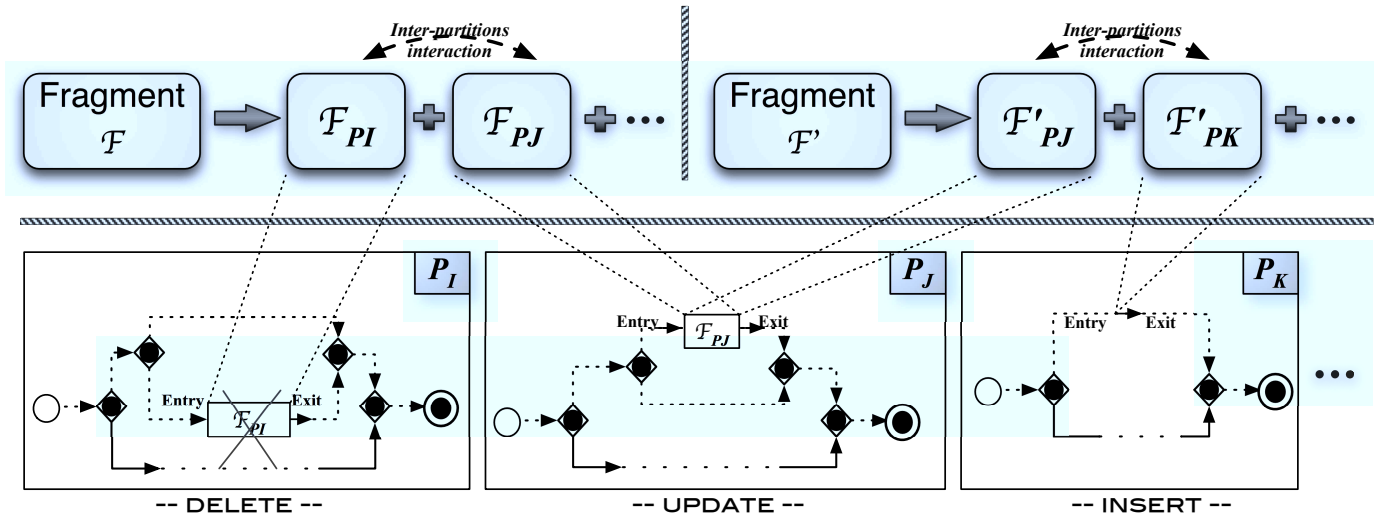 Inter-partitions
interaction
Fragment
ℱ
ℱPI
ℱPJ
...
Inter-partitions
interaction
Fragment
ℱ'
ℱ'PJ
ℱ'PK
...
PI
Entry
ℱPI
Exit
-- DELETE --
PJ
Entry
ℱPJ
Exit
-- UPDATE --
PK
Entry
Exit
...
-- INSERT --